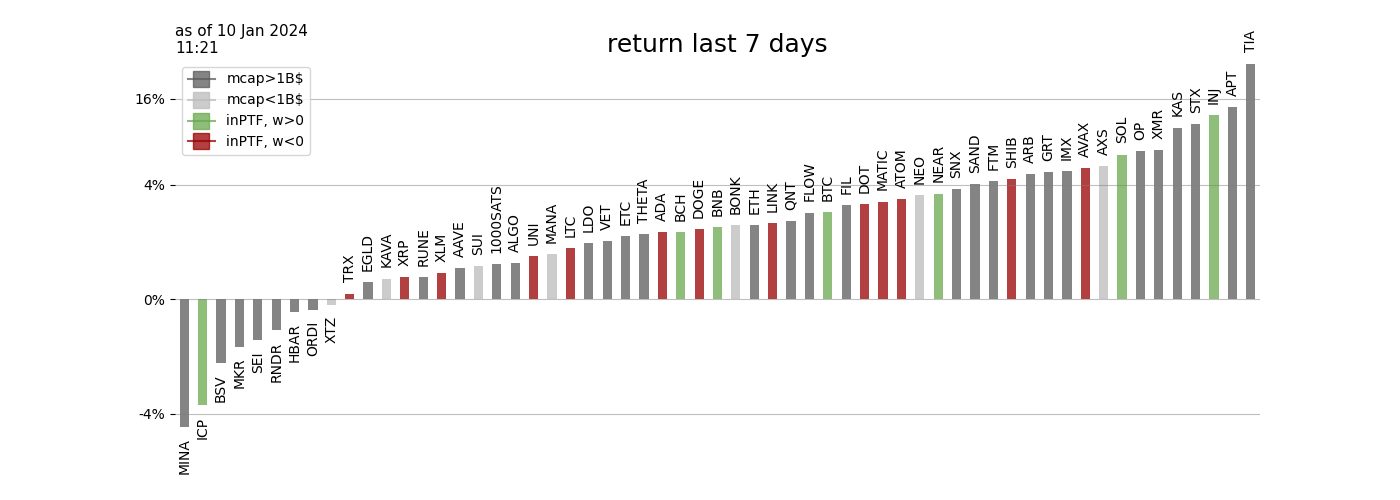 as of 10 Jan 2024
11:21
return last 7 days
mcap>1B$
mcap<1B$
inPTF, w>0
inPTF, w<0
16%
4%
0%
-4%
MINA
ICP
BSV
MKR
SEI
RNDR
HBAR
ORDI
XTZ
TRX
EGLD
KAVA
XRP
RUNE
XLM
AAVE
SUI
1000SATS
ALGO
UNI
MANA
LTC
LDO
VET
ETC
THETA
ADA
BCH
DOGE
BNB
BONK
ETH
LINK
QNT
FLOW
BTC
FIL
DOT
MATIC
ATOM
NEO
NEAR
SNX
SAND
FTM
SHIB
ARB
GRT
IMX
AVAX
AXS
SOL
OP
XMR
KAS
STX
INJ
APT
TIA